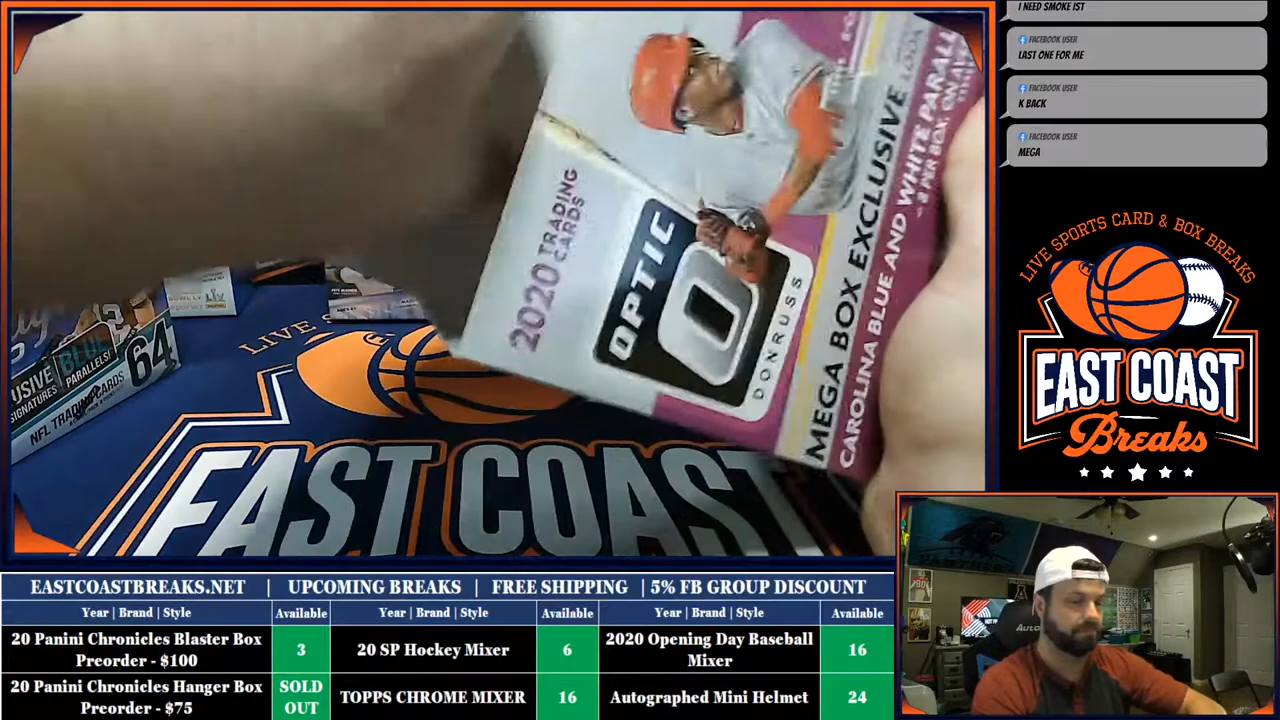 I NEED SMOKE IST
FACEBOOK USER
LAST ONE FOR ME
FACEBOOK USER
K BACK
FACEBOOK USER
MEGA
2020 TRADING CARDS
OPTIC
DONRUSS
MEGA BOX EXCLUSIVE
CAROLINA BLUE AND WHITE PARALL
BLUE
PARALLELS!
SIGNATURES
NFL TRADING CARDS
64
LIVE
EAST COAST
LIVE SPORTS CARD & BOX BREAKS
EAST COAST
Breaks
EASTCOASTBREAKS.NET | UPCOMING BREAKS | FREE SHIPPING | 5% FB GROUP DISCOUNT
Year | Brand | Style Available Year | Brand | Style Available Year | Brand | Style Available
20 Panini Chronicles Blaster Box Preorder - $100 3 20 SP Hockey Mixer 6 2020 Opening Day Baseball Mixer 16
20 Panini Chronicles Hanger Box Preorder - $75 SOLD OUT TOPPS CHROME MIXER 16 Autographed Mini Helmet 24